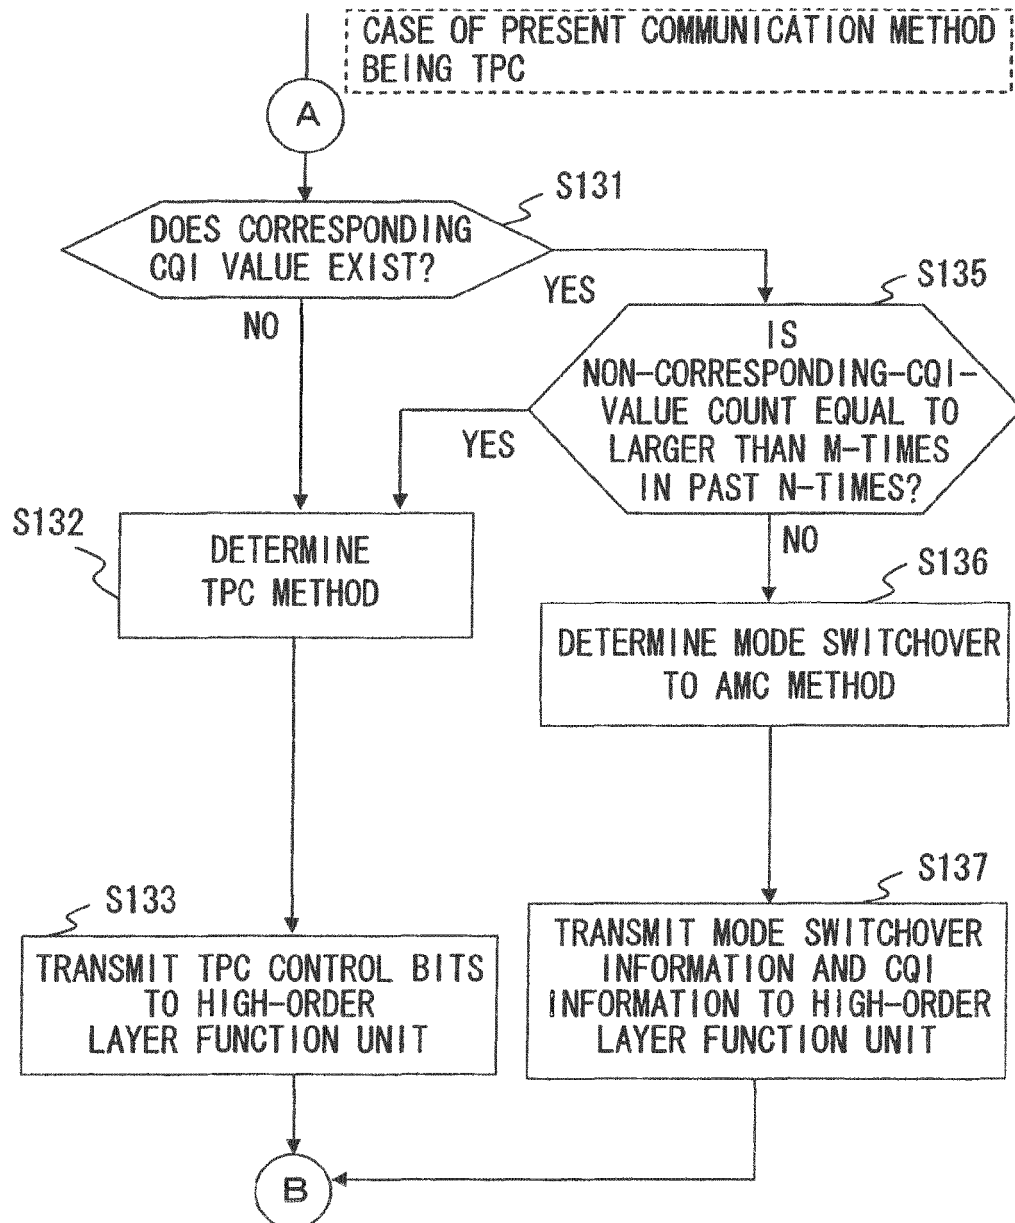 CASE OF PRESENT COMMUNICATION METHOD
BEING TPC
A
S131
DOES CORRESPONDING
CQI VALUE EXIST?
YES
NO
S135
IS
NON-CORRESPONDING-CQI-
VALUE COUNT EQUAL TO
LARGER THAN M-TIMES
IN PAST N-TIMES?
YES
NO
S132
DETERMINE
TPC METHOD
S136
DETERMINE MODE SWITCHOVER
TO AMC METHOD
S133
TRANSMIT TPC CONTROL BITS
TO HIGH-ORDER
LAYER FUNCTION UNIT
S137
TRANSMIT MODE SWITCHOVER
INFORMATION AND CQI
INFORMATION TO HIGH-ORDER
LAYER FUNCTION UNIT
B